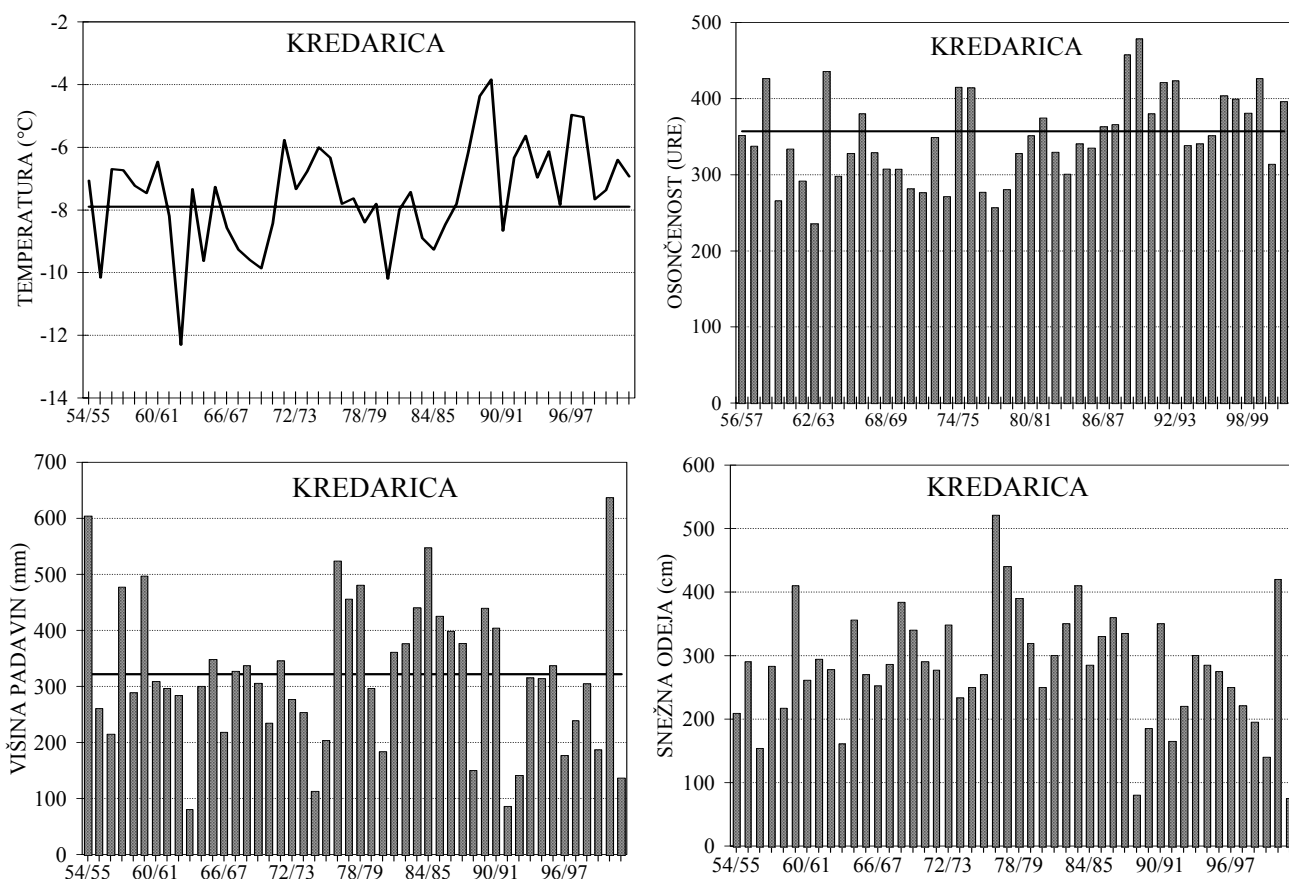 KREDARICA
TEMPERATURA (°C)
-2
-4
-6
-8
-10
-12
-14
54/55 60/61 66/67 72/73 78/79 84/85 90/91 96/97
KREDARICA
OSONČENOST (URE)
500
400
300
200
100
0
56/57 62/63 68/69 74/75 80/81 86/87 92/93 98/99
KREDARICA
VIŠINA PADAVIN (mm)
700
600
500
400
300
200
100
0
54/55 60/61 66/67 72/73 78/79 84/85 90/91 96/97
KREDARICA
SNEŽNA ODEJA (cm)
600
500
400
300
200
100
0
54/55 60/61 66/67 72/73 78/79 84/85 90/91 96/97